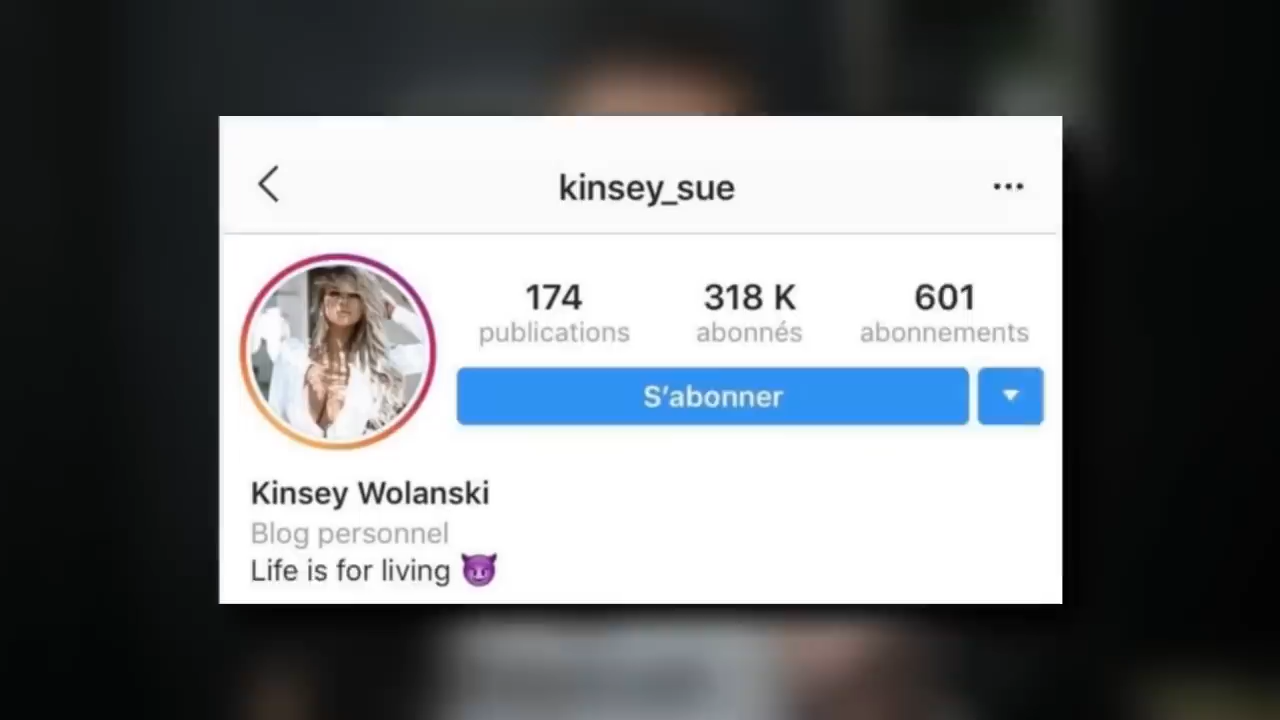 kinsey_sue
174 318 K 601
publications abonnés abonnements
S'abonner
Kinsey Wolanski
Blog personnel
Life is for living 😈